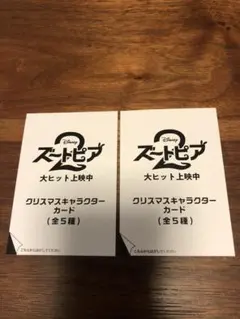 Disney
ズートピア
2
大ヒット上映中
クリスマスキャラクター
カード
(全5種)
Disney
ズートピア
2
大ヒット上映中
クリスマスキャラクター
カード
(全5種)